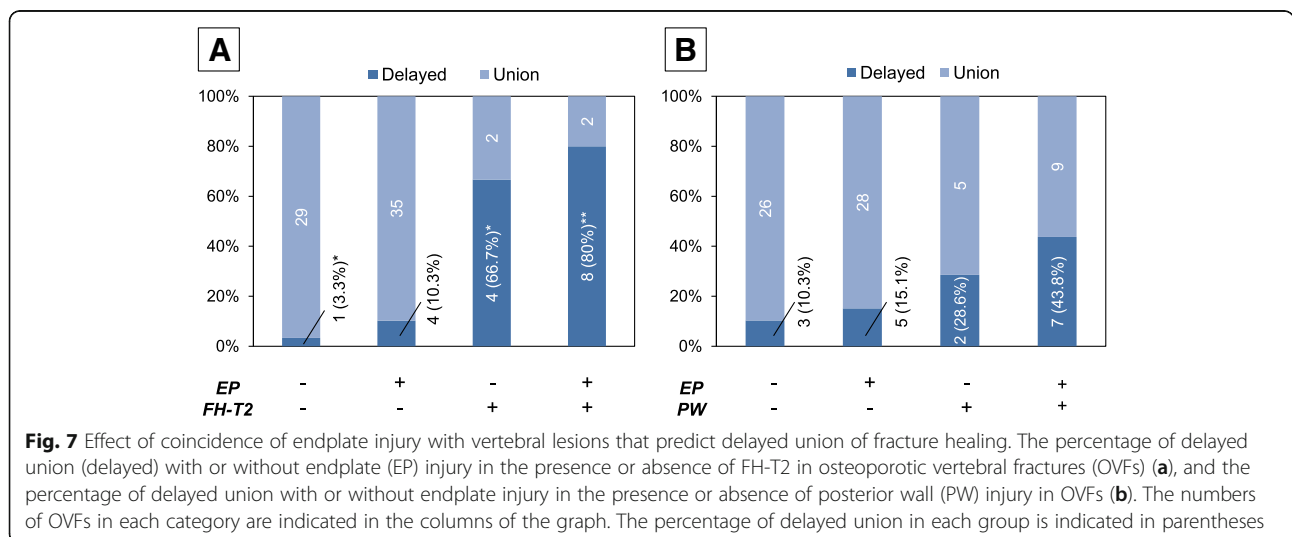 A
Delayed Union
100%
80%
60%
40%
20%
0%
29
1 (3.3%)*
35
4 (10.3%)
2
4 (66.7%)*
2
8 (80%)**
EP - + - +
FH-T2 - - + +
B
Delayed Union
100%
80%
60%
40%
20%
0%
26
3 (10.3%)
28
5 (15.1%)
5
2 (28.6%)
9
7 (43.8%)
EP - + - +
PW - - + +
Fig. 7 Effect of coincidence of endplate injury with vertebral lesions that predict delayed union of fracture healing. The percentage of delayed
union (delayed) with or without endplate (EP) injury in the presence or absence of FH-T2 in osteoporotic vertebral fractures (OVFs) (a), and the
percentage of delayed union with or without endplate injury in the presence or absence of posterior wall (PW) injury in OVFs (b). The numbers
of OVFs in each category are indicated in the columns of the graph. The percentage of delayed union in each group is indicated in parentheses